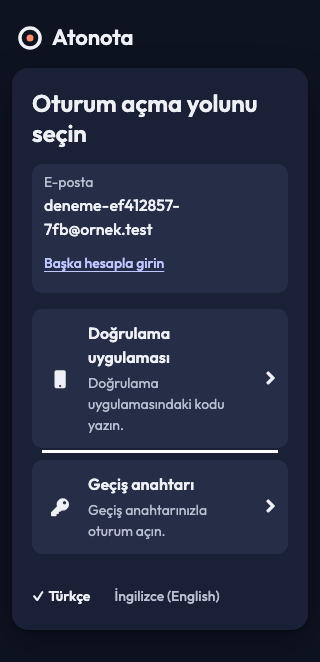 Atonota
Oturum açma yolunu
seçin
E-posta
deneme-ef412857-
7fb@ornek.test
Başka hesapla girin
Doğrulama
uygulaması
Doğrulama
uygulamasındaki kodu
yazın.
Geçiş anahtarı
Geçiş anahtarınızla
oturum açın.
Türkçe İngilizce (English)